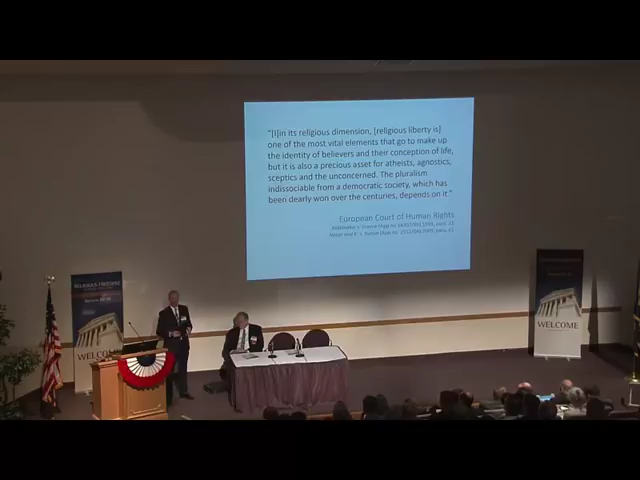 "[I]in its religious dimension, [religious liberty is]
one of the most vital elements that go to make up
the identity of believers and their conception of life,
but it is also a precious asset for atheists, agnostics,
sceptics and the unconcerned. The pluralism
indissociable from a democratic society, which has
been dearly won over the centuries, depends on it."
European Court of Human Rights
RELIGIOUS FREEDOM
WELCOME
WELCOME